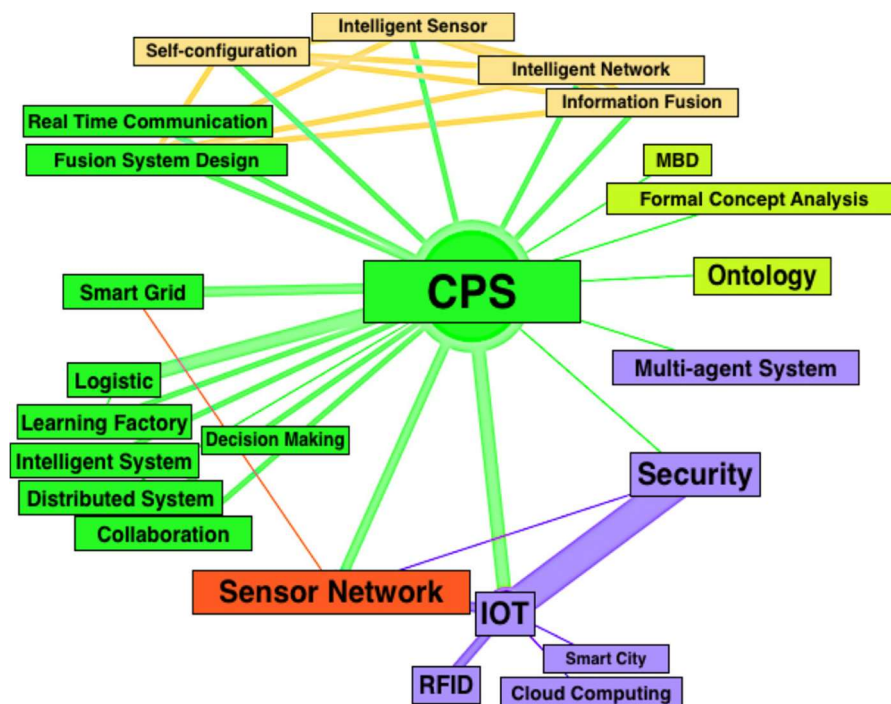 Intelligent Sensor
Self-configuration
Intelligent Network
Information Fusion
Real Time Communication
Fusion System Design
MBD
Formal Concept Analysis
Ontology
CPS
Smart Grid
Multi-agent System
Logistic
Learning Factory
Decision Making
Intelligent System
Security
Distributed System
Collaboration
Sensor Network
IOT
Smart City
RFID
Cloud Computing